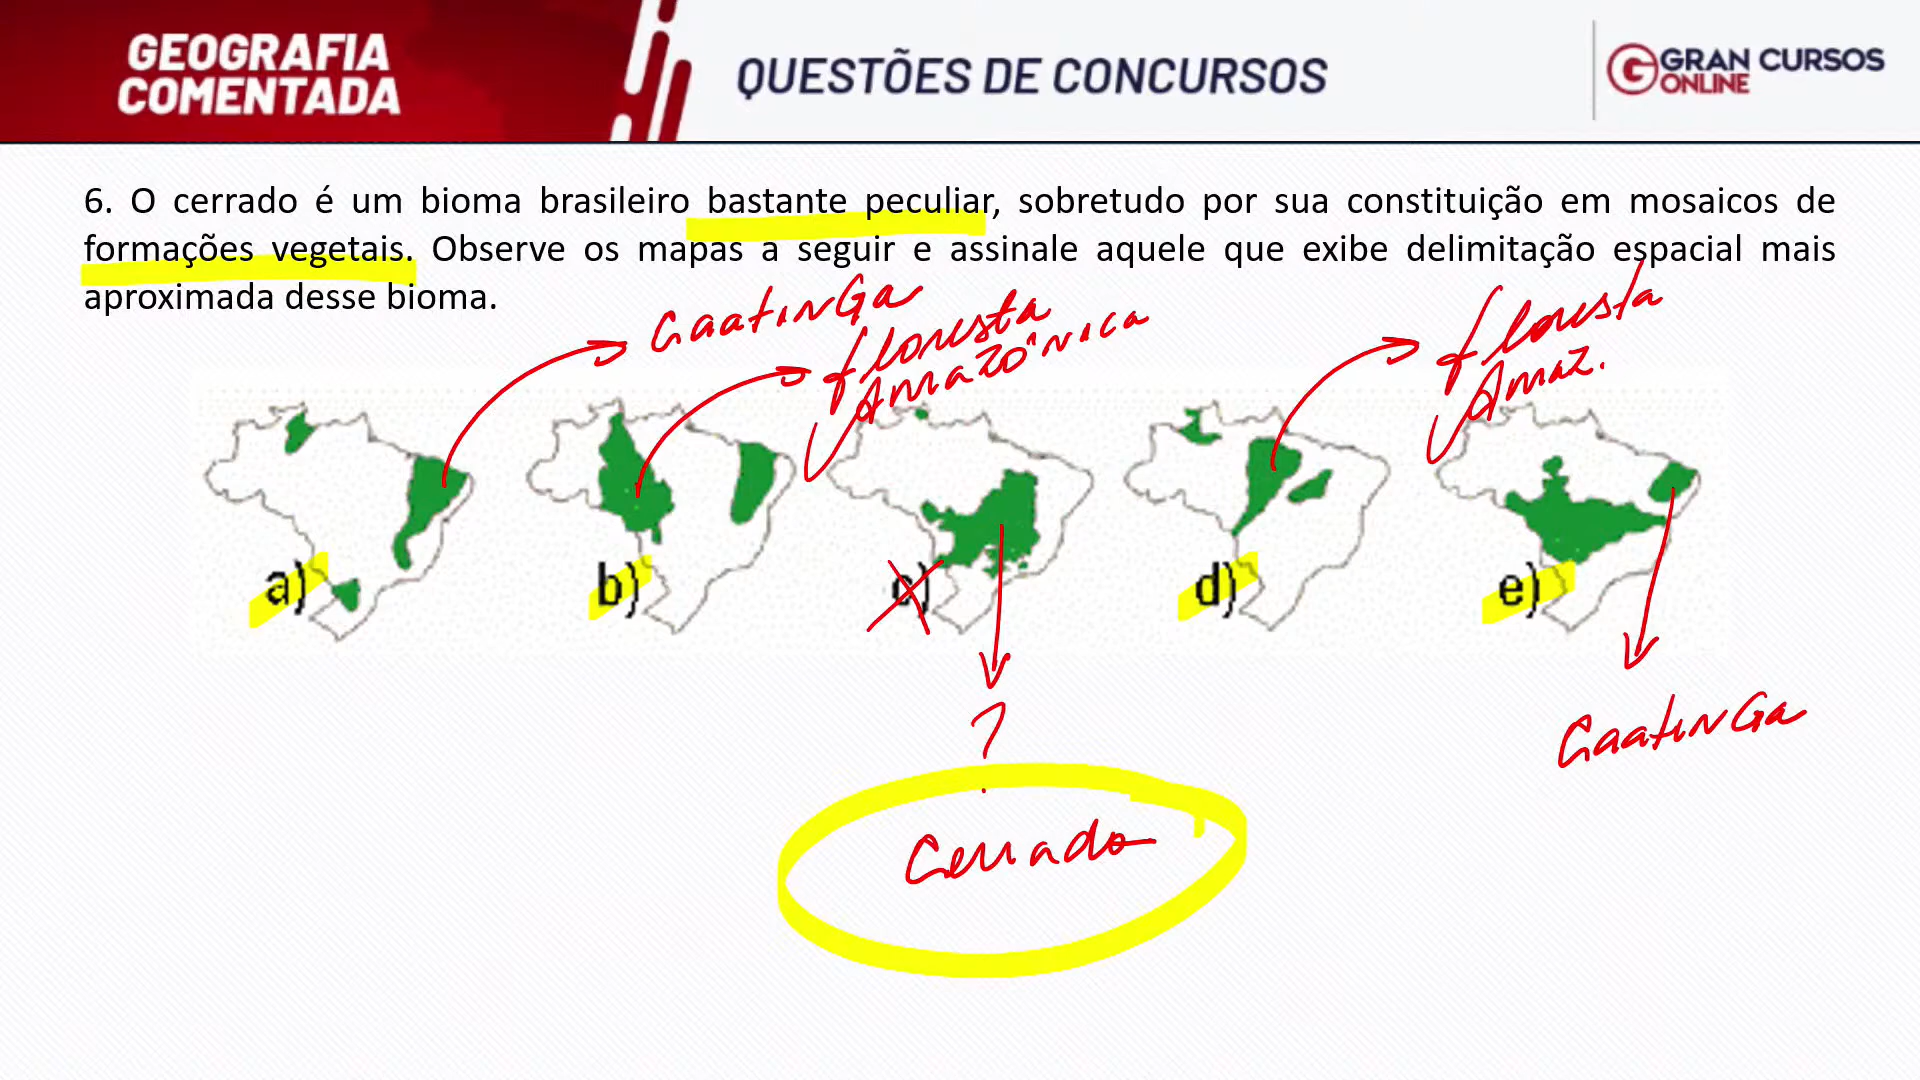 GEOGRAFIA
COMENTADA
QUESTÕES DE CONCURSOS
GRAN CURSOS
ONLINE
6. O cerrado é um bioma brasileiro bastante peculiar, sobretudo por sua constituição em mosaicos de
formações vegetais. Observe os mapas a seguir e assinale aquele que exibe delimitação espacial mais
aproximada desse bioma.
CaatinGa
floresta
Amazônica
floresta
Amaz.
a)
b)
c)
d)
e)
?
CaatinGa
Cerrado